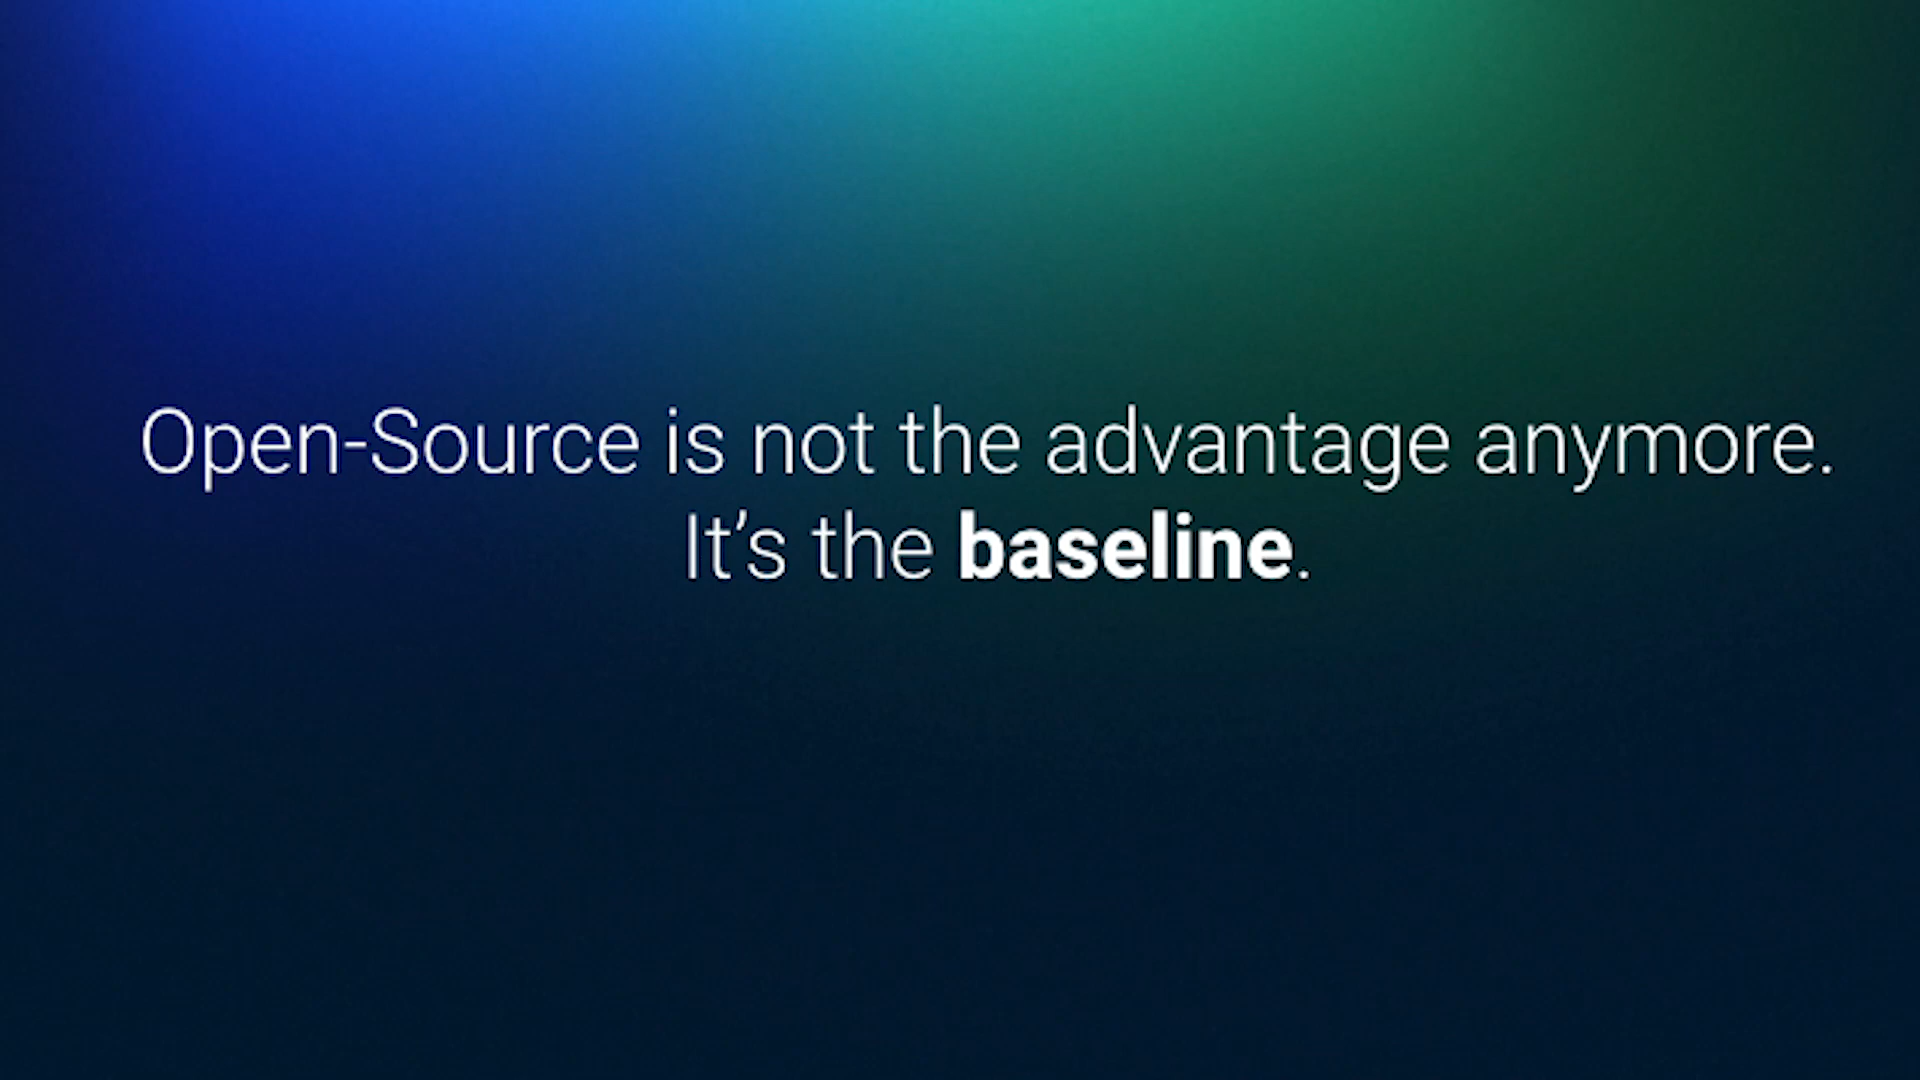 Open-Source is not the advantage anymore.
It’s the baseline.